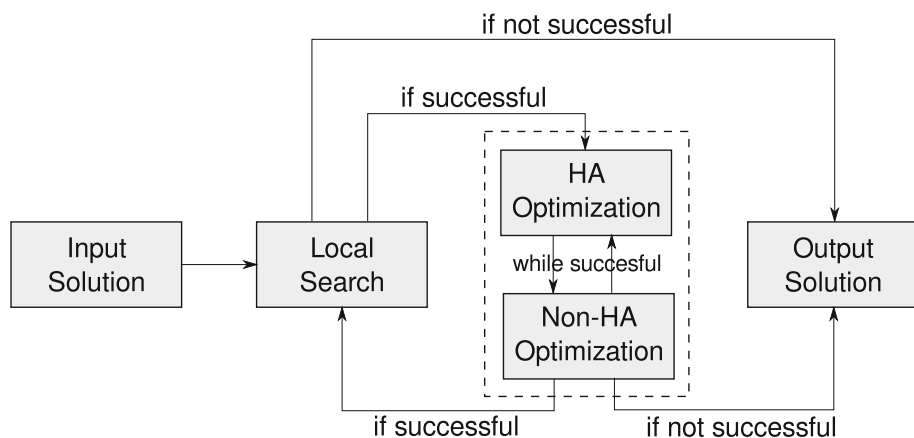 if not successful
if successful
HA
Optimization
Input
Solution
Local
Search
while succesful
Output
Solution
Non-HA
Optimization
if successful
if not successful